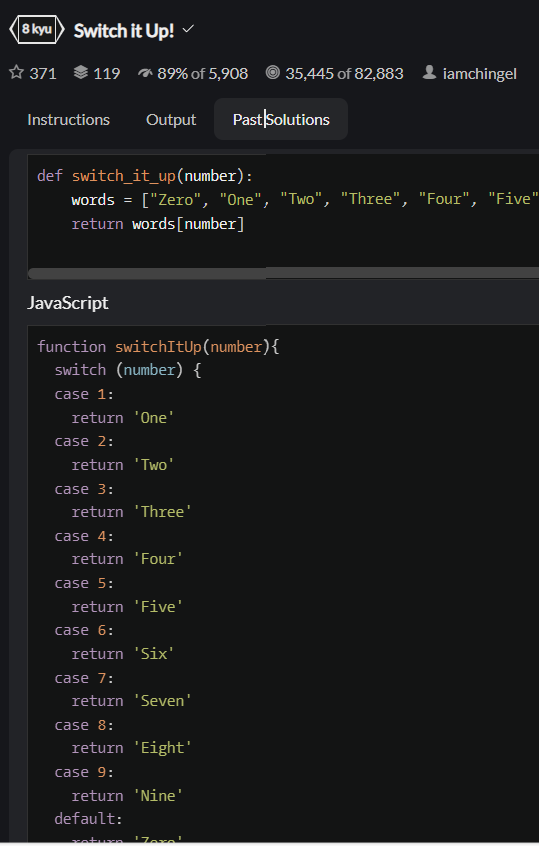 8 kyu Switch it Up!
371 119 89% of 5,908 35,445 of 82,883 iamchingel
Instructions Output Past Solutions
def switch_it_up(number):
    words = ["Zero", "One", "Two", "Three", "Four", "Five"
    return words[number]
JavaScript
function switchItUp(number){
  switch (number) {
  case 1:
    return 'One'
  case 2:
    return 'Two'
  case 3:
    return 'Three'
  case 4:
    return 'Four'
  case 5:
    return 'Five'
  case 6:
    return 'Six'
  case 7:
    return 'Seven'
  case 8:
    return 'Eight'
  case 9:
    return 'Nine'
  default:
    return 'Zero'